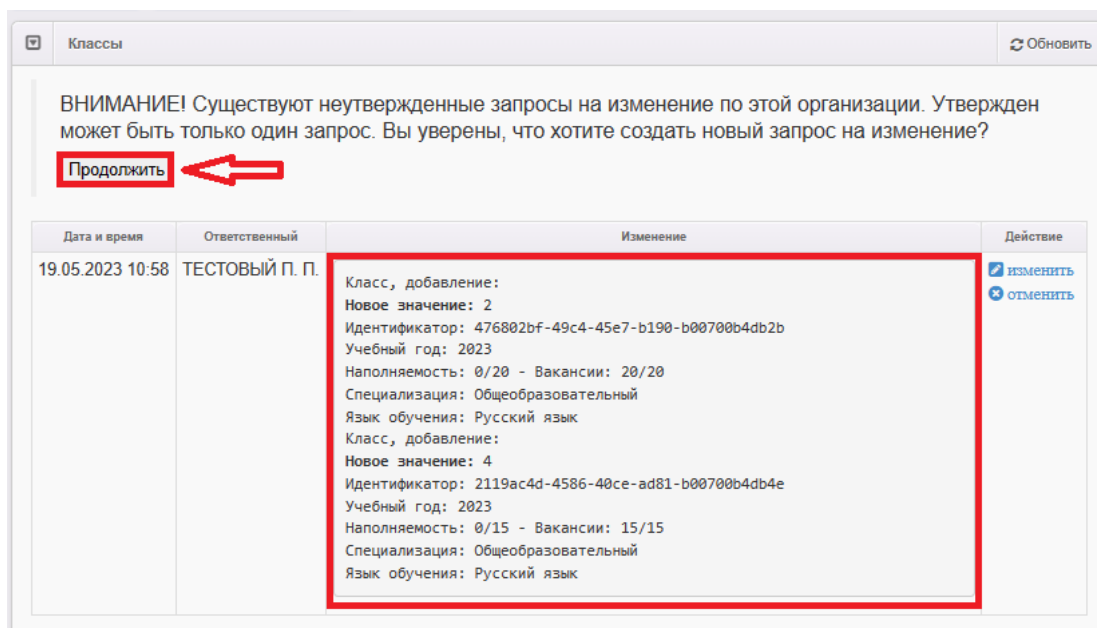 Классы
Обновить
ВНИМАНИЕ! Существуют неутвержденные запросы на изменение по этой организации. Утвержден
может быть только один запрос. Вы уверены, что хотите создать новый запрос на изменение?
Продолжить
Дата и время Ответственный Изменение Действие
19.05.2023 10:58 ТЕСТОВЫЙ П. П.
Класс, добавление:
Новое значение: 2
Идентификатор: 476802bf-49c4-45e7-b190-b00700b4db2b
Учебный год: 2023
Наполняемость: 0/20 - Вакансии: 20/20
Специализация: Общеобразовательный
Язык обучения: Русский язык
Класс, добавление:
Новое значение: 4
Идентификатор: 2119ac4d-4586-40ce-ad81-b00700b4db4e
Учебный год: 2023
Наполняемость: 0/15 - Вакансии: 15/15
Специализация: Общеобразовательный
Язык обучения: Русский язык
изменить
отменить